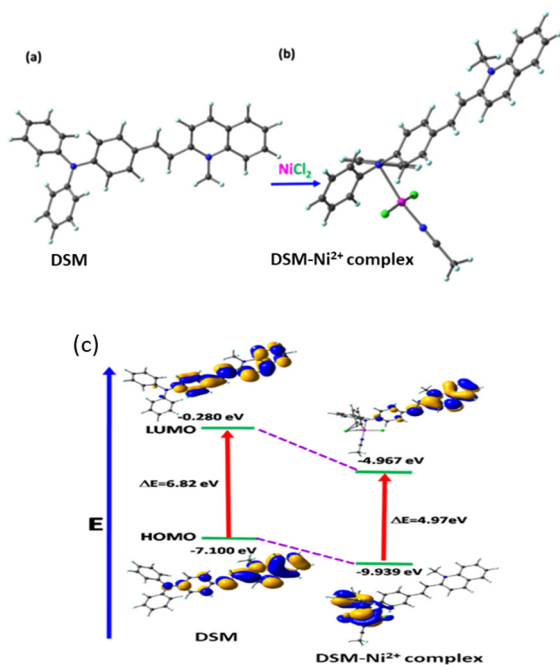 (a)
(b)
NiCl₂
DSM
DSM-Ni²⁺ complex
(c)
-0.280 eV
LUMO
-4.967 eV
ΔE=6.82 eV
ΔE=4.97eV
E
HOMO
-7.100 eV
-9.939 eV
DSM
DSM-Ni²⁺ complex